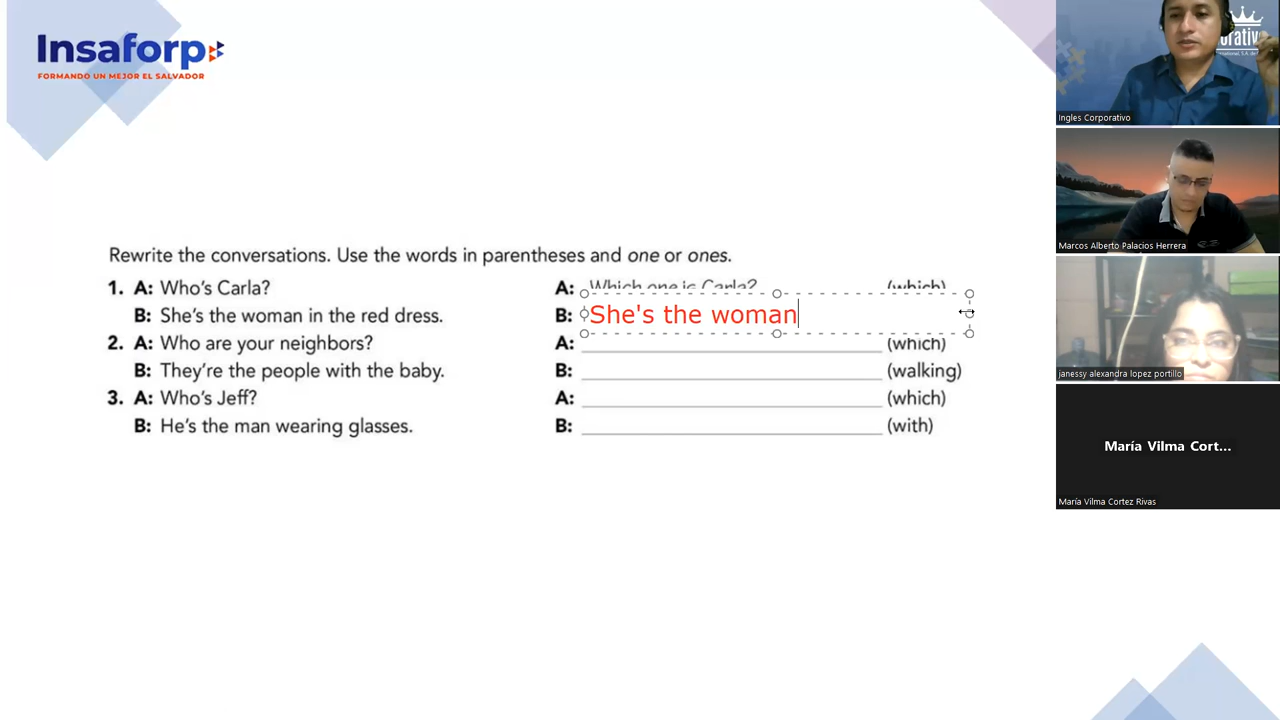 Insaforp
FORMANDO UN MEJOR EL SALVADOR
Rewrite the conversations. Use the words in parentheses and one or ones.
1. A: Who's Carla? A: Which one is Carla? (which)
B: She's the woman in the red dress. B: She's the woman
2. A: Who are your neighbors? A: (which)
B: They're the people with the baby. B: (walking)
3. A: Who's Jeff? A: (which)
B: He's the man wearing glasses. B: (with)
Ingles Corporativo
Marcos Alberto Palacios Herrera
janessy alexandra lopez portillo
María Vilma Cort...
María Vilma Cortez Rivas